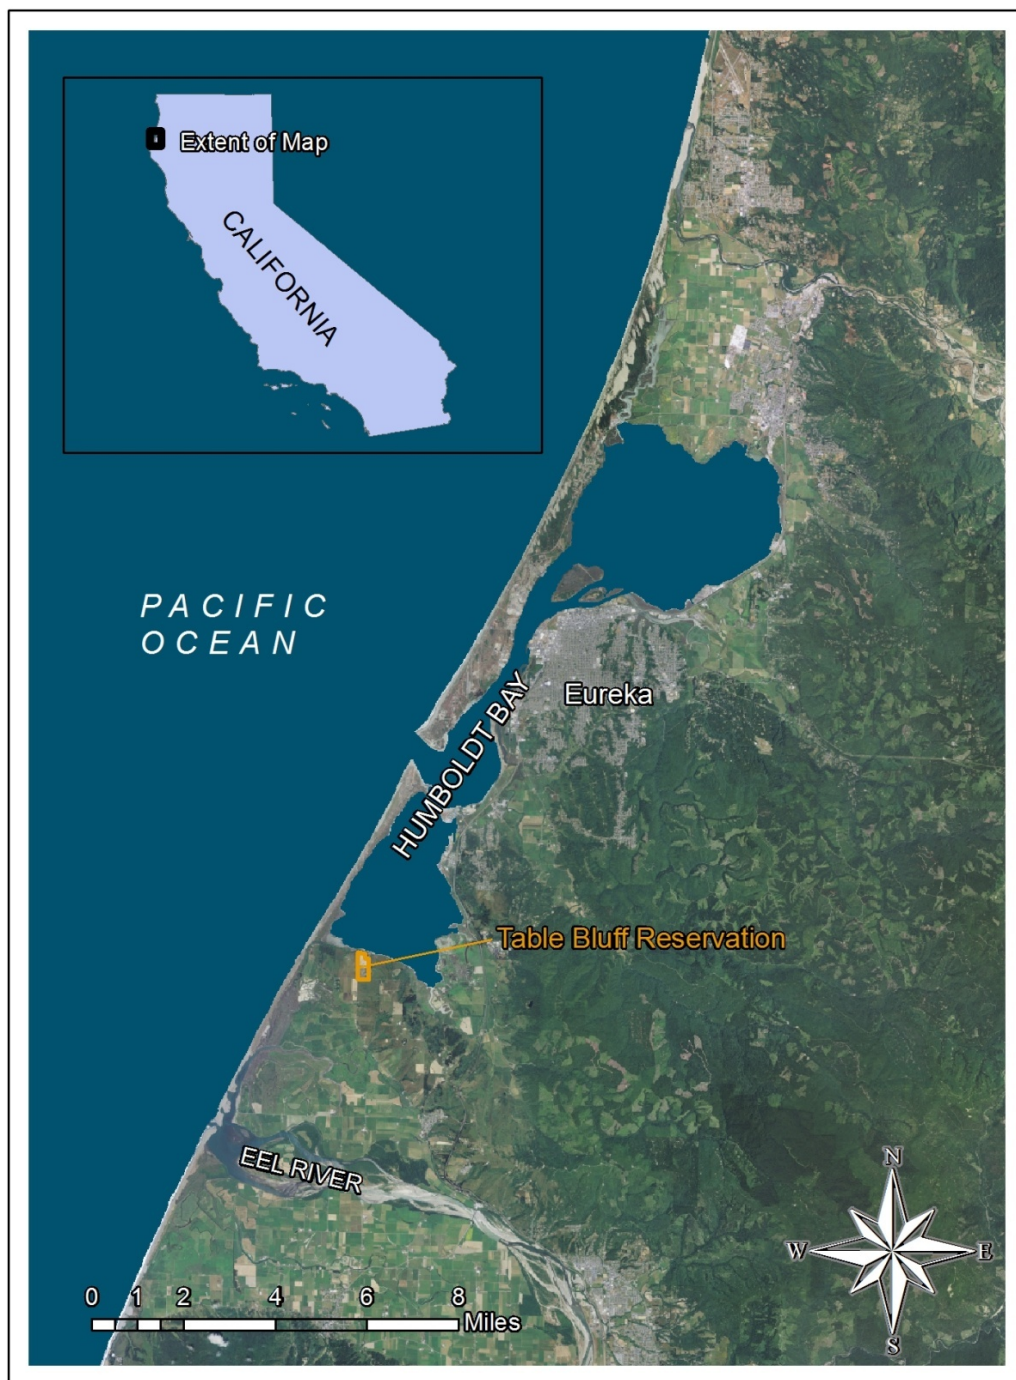 Extent of Map
CALIFORNIA
PACIFIC
OCEAN
Eureka
HUMBOLDT BAY
Table Bluff Reservation
EEL RIVER
N
W
E
S
0 1 2 4 6 8
Miles